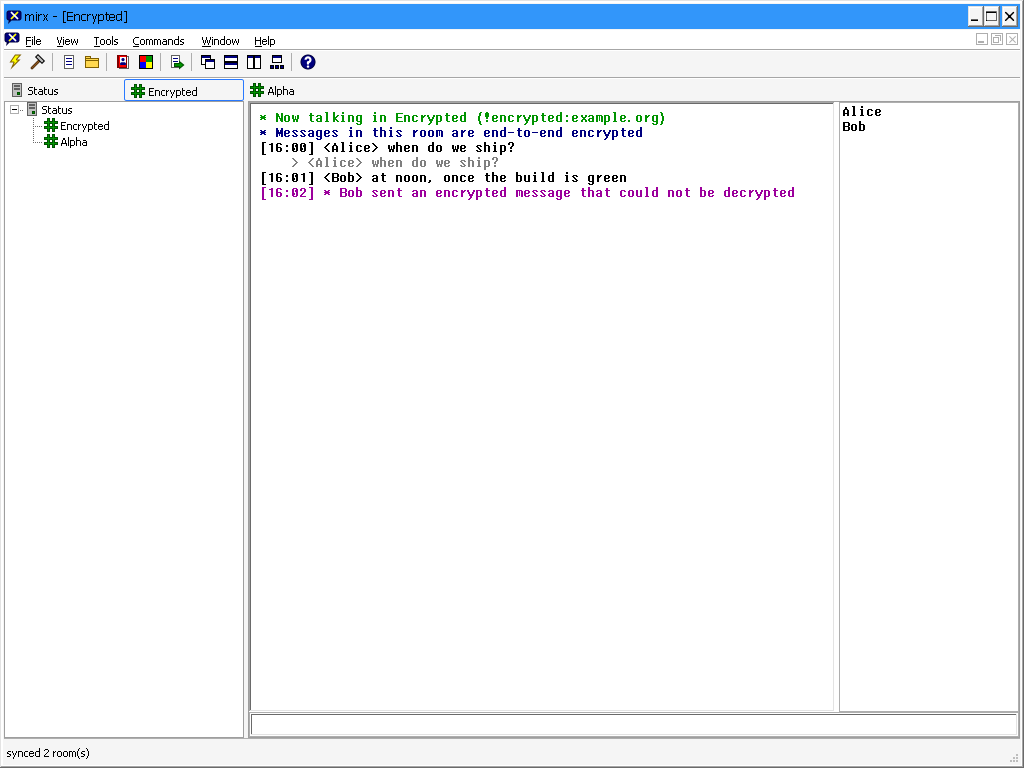 mirx - [Encrypted]
File View Tools Commands Window Help
Status Encrypted Alpha
Status
Encrypted
Alpha
* Now talking in Encrypted (!encrypted:example.org)
* Messages in this room are end-to-end encrypted
[16:00] <Alice> when do we ship?
> <Alice> when do we ship?
[16:01] <Bob> at noon, once the build is green
[16:02] * Bob sent an encrypted message that could not be decrypted
Alice
Bob
synced 2 room(s)